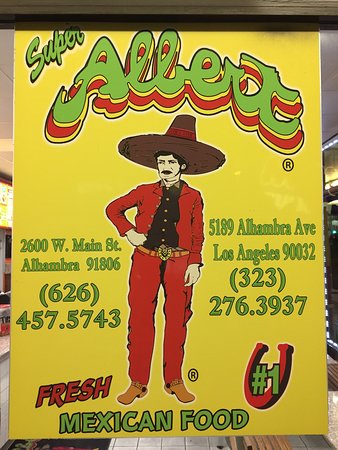 Super
Albert
®
2600 W. Main St.
Alhambra 91806
(626)
457.5743
5189 Alhambra Ave
Los Angeles 90032
(323)
276.3937
®
#1
FRESH
MEXICAN FOOD